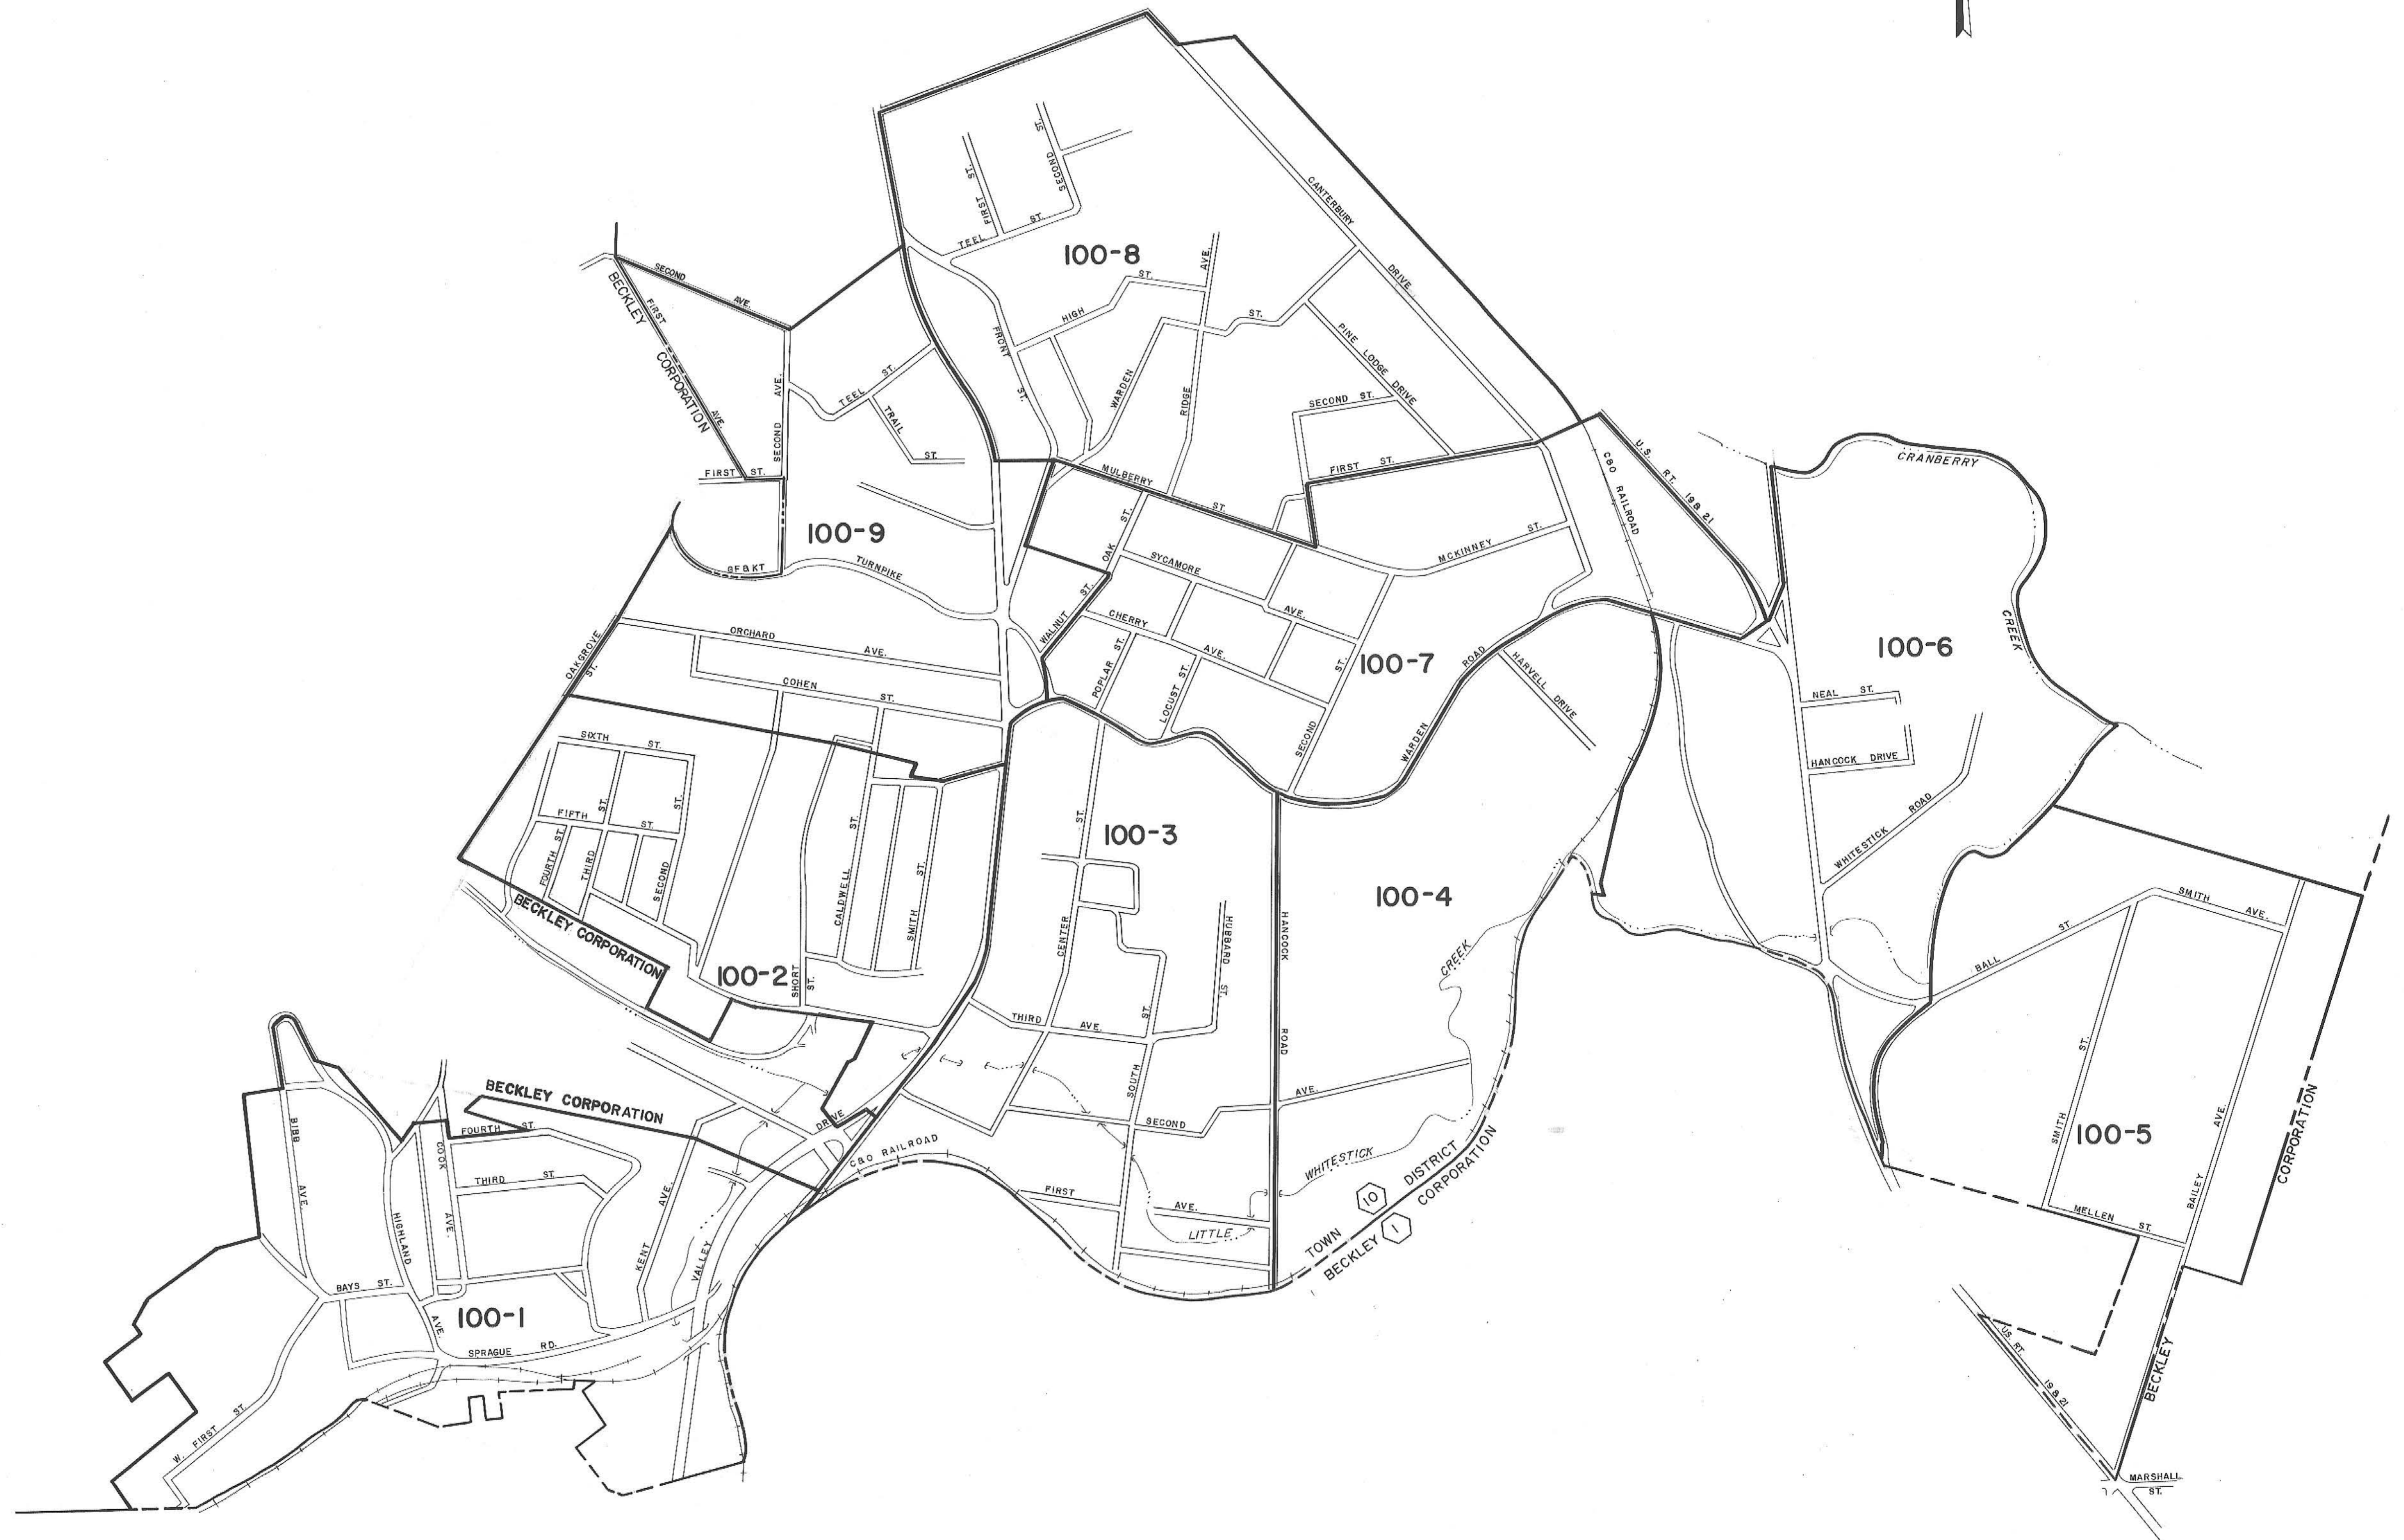 CANTERBURY
DRIVE
ST.
SECOND
ST.
FIRST
TEEL ST.
100-8
AVE.
RIDGE
ST.
HIGH
ST.
WARDEN
FRONT
ST.
PINE LODGE DRIVE
SECOND ST.
FIRST ST.
MULBERRY
ST.
SECOND
AVE.
BECKLEY
CORPORATION
FIRST
AVE.
SECOND AVE.
TEEL ST.
TRAIL
ST.
FIRST ST.
100-9
TURNPIKE
ORCHARD
AVE.
COHEN
ST.
OAKGROVE
ST.
OAK ST.
WALNUT ST.
SYCAMORE
AVE.
CHERRY
AVE.
POPLAR ST.
LOCUST ST.
SECOND
ST.
MCKINNEY ST.
100-7
WARDEN
ROAD
HARVELL DRIVE
C&O
RAILROAD
U.S. RT. 19&21
CRANBERRY
CREEK
100-6
NEAL ST.
HANCOCK DRIVE
WHITESTICK
ROAD
SIXTH
ST.
FIFTH
ST.
FOURTH ST.
THIRD
ST.
SECOND
ST.
CALDWELL
ST.
SMITH
ST.
SHORT
ST.
BECKLEY CORPORATION
100-2
100-3
CENTER
ST.
HUBBARD
ST.
THIRD
AVE.
SOUTH
ST.
SECOND
AVE.
FIRST
AVE.
LITTLE
WHITESTICK
CREEK
HANCOCK
ROAD
100-4
TOWN 10 DISTRICT
BECKLEY 1 CORPORATION
BECKLEY CORPORATION
FOURTH ST.
THIRD ST.
COOK
AVE.
BIBB
AVE.
HIGHLAND
AVE.
BAYS ST.
KENT
AVE.
VALLEY
DRIVE
C&O RAILROAD
100-1
SPRAGUE RD.
W. FIRST ST.
BALL
ST.
SMITH
AVE.
SMITH
ST.
100-5
BAILEY
AVE.
MELLEN ST.
BECKLEY
CORPORATION
US. RT.
19&21
MARSHALL
ST.